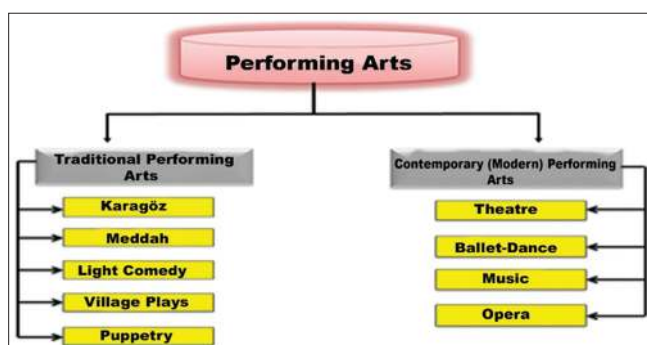 Performing Arts
Traditional Performing
Arts
Karagöz
Meddah
Light Comedy
Village Plays
Puppetry
Contemporary (Modern) Performing
Arts
Theatre
Ballet-Dance
Music
Opera